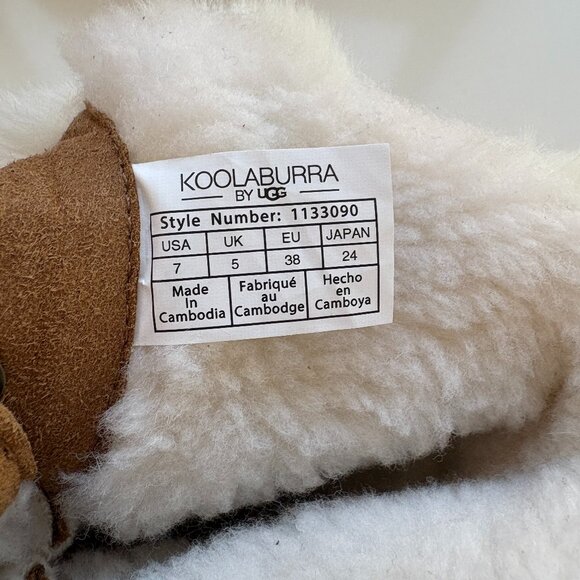 KOOLABURRA
BY UGG
Style Number: 1133090
USA UK EU JAPAN
7 5 38 24
Made Fabriqué Hecho
In au en
Cambodia Cambodge Camboya